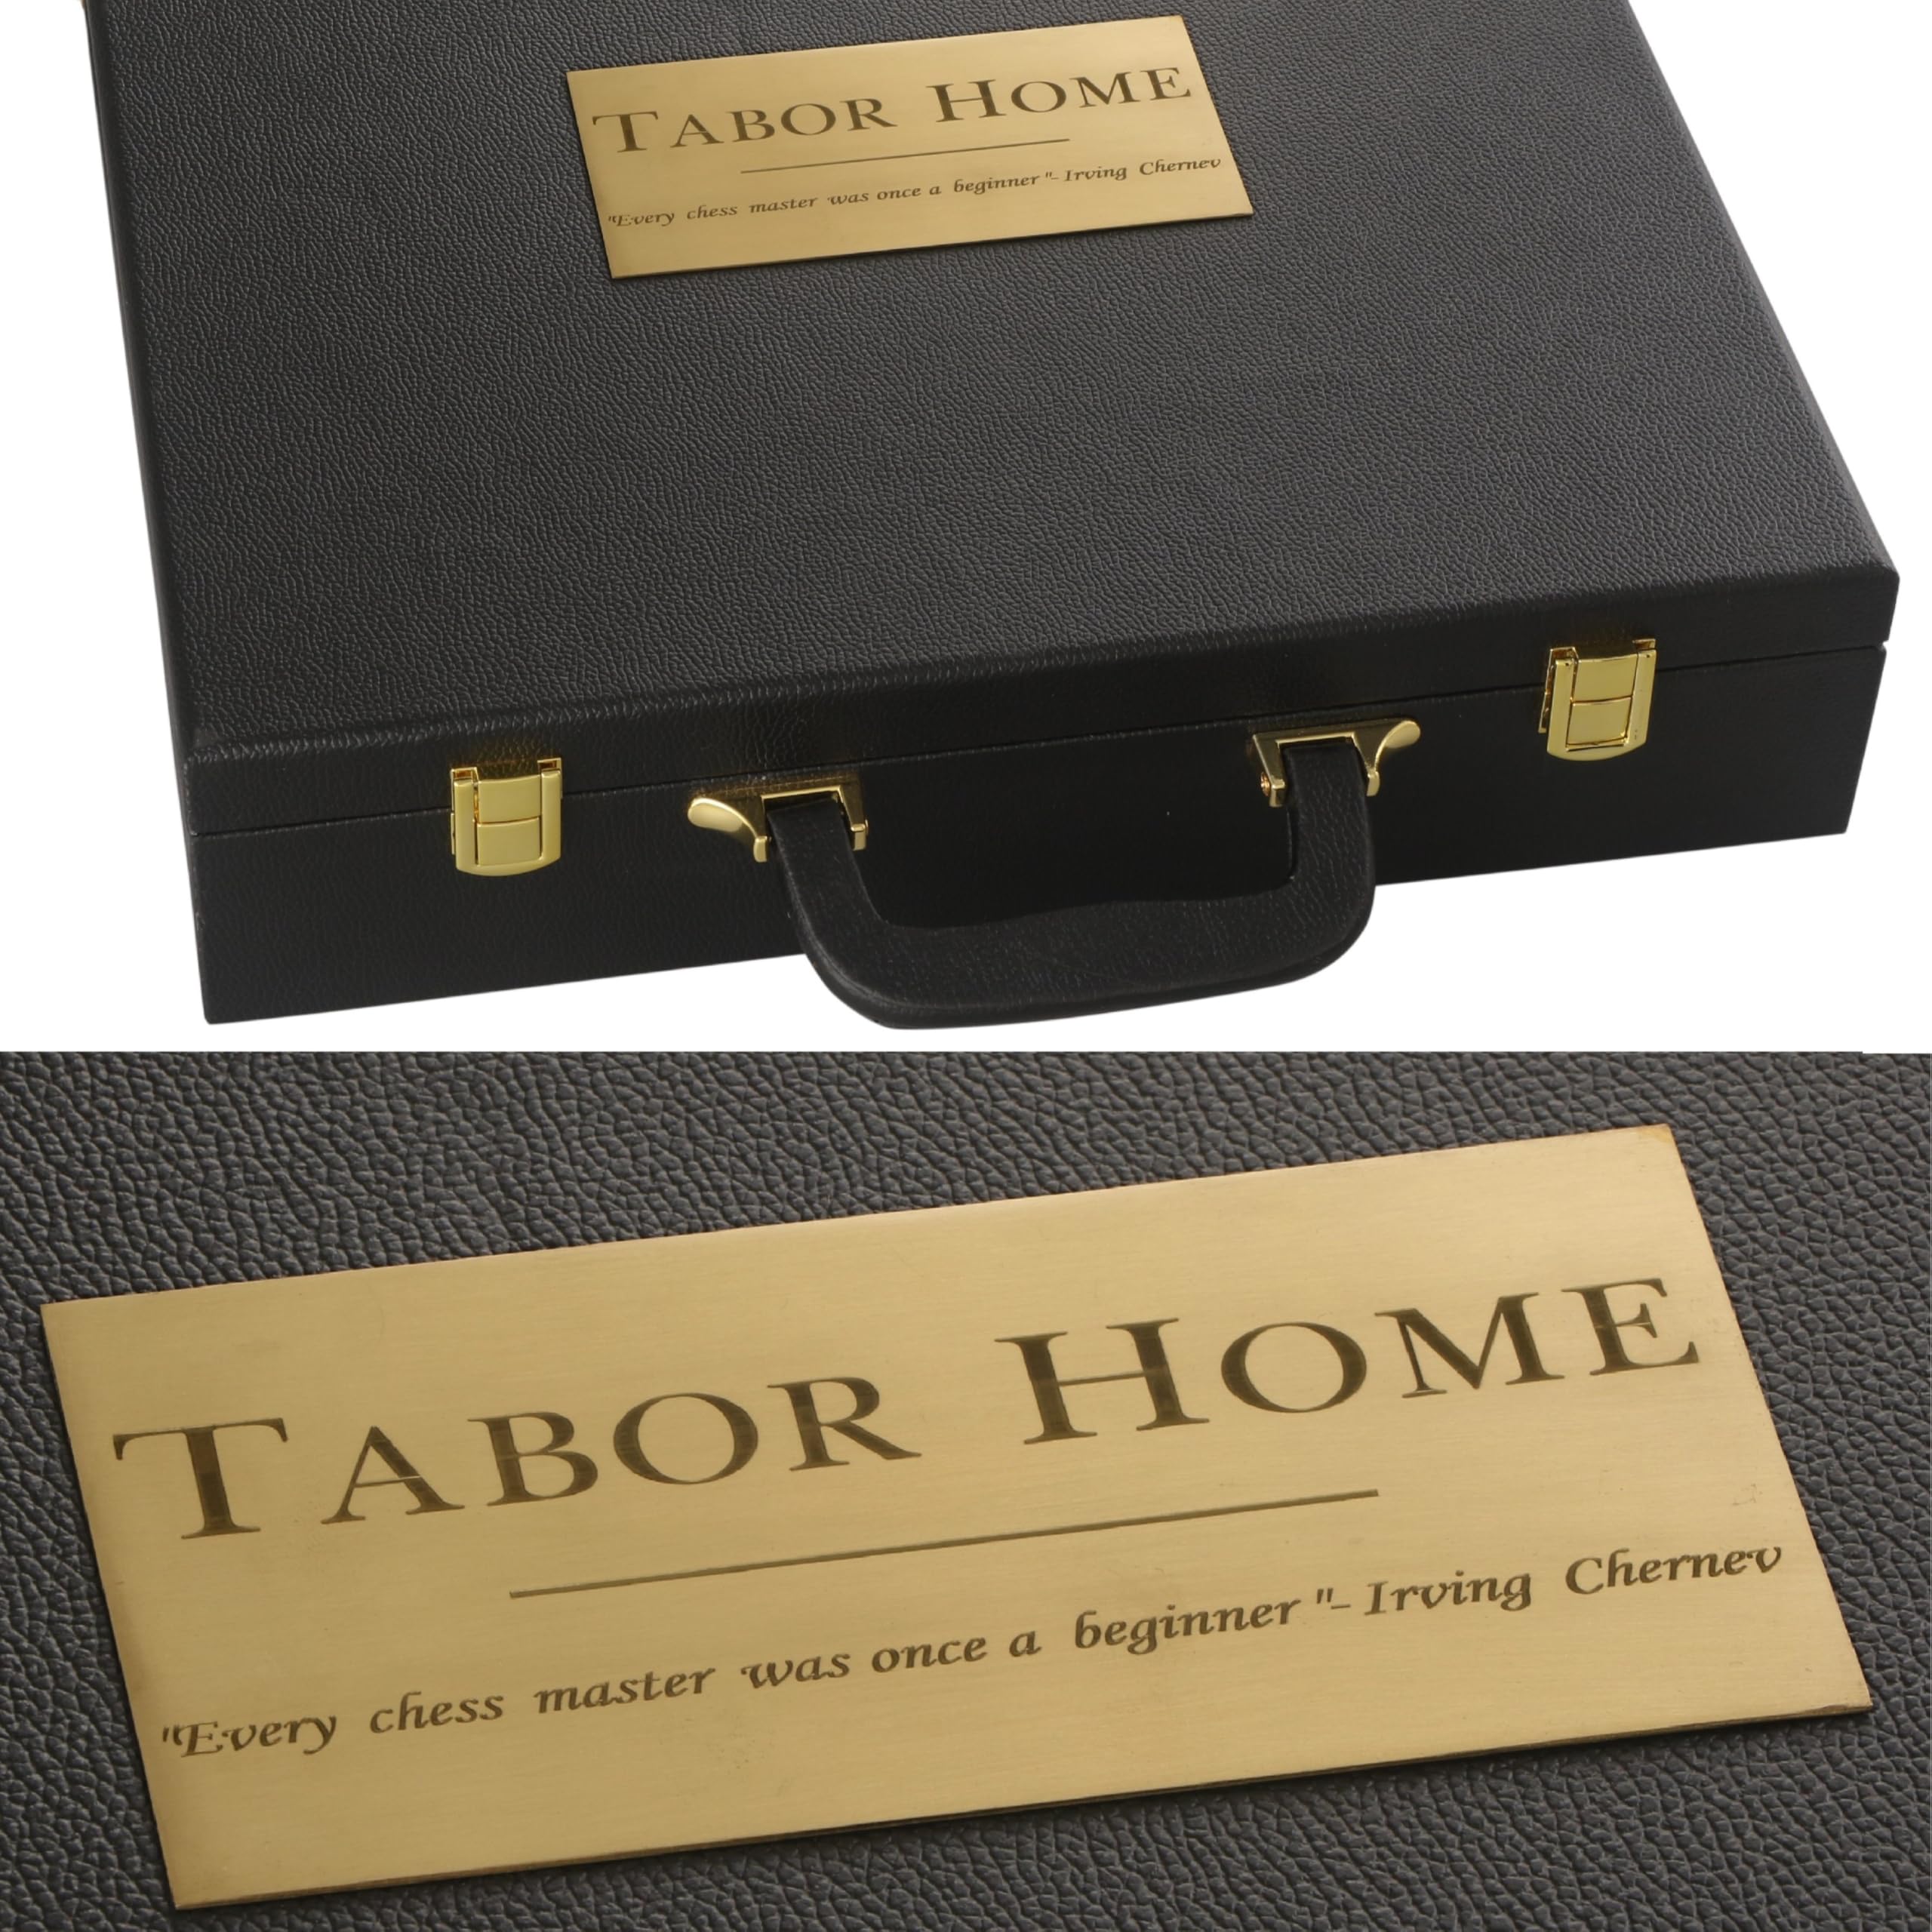 TABOR HOME
"Every chess master was once a beginner"- Irving Chernev
TABOR HOME
"Every chess master was once a beginner"- Irving Chernev